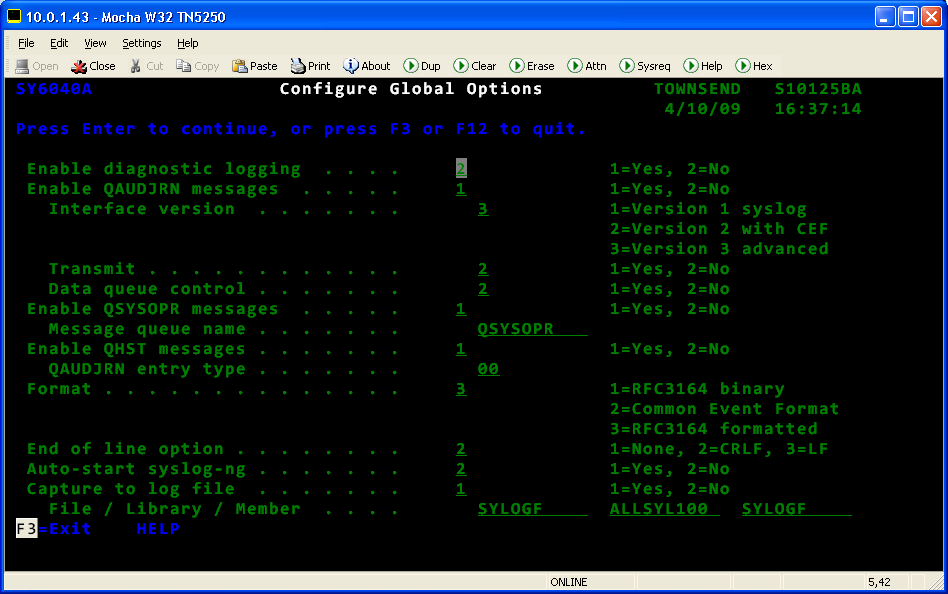 10.0.1.43 - Mocha W32 TN5250
File Edit View Settings Help
Open Close Cut Copy Paste Print About Dup Clear Erase Attn Sysreq Help Hex
SY6040A Configure Global Options TOWNSEND S10125BA
4/10/09 16:37:14
Press Enter to continue, or press F3 or F12 to quit.
Enable diagnostic logging . . . . 2 1=Yes, 2=No
Enable QAUDJRN messages . . . . . 1 1=Yes, 2=No
Interface version . . . . . . . 3 1=Version 1 syslog
2=Version 2 with CEF
3=Version 3 advanced
Transmit . . . . . . . . . . . . 2 1=Yes, 2=No
Data queue control . . . . . . . 2 1=Yes, 2=No
Enable QSYSOPR messages . . . . . 1 1=Yes, 2=No
Message queue name . . . . . . . QSYSOPR
Enable QHST messages . . . . . . . 1 1=Yes, 2=No
QAUDJRN entry type . . . . . . . 00
Format . . . . . . . . . . . . . . 3 1=RFC3164 binary
2=Common Event Format
3=RFC3164 formatted
End of line option . . . . . . . . 2 1=None, 2=CRLF, 3=LF
Auto-start syslog-ng . . . . . . . 2 1=Yes, 2=No
Capture to log file . . . . . . . 1 1=Yes, 2=No
File / Library / Member . . . . SYLOGF ALLSYL100 SYLOGF
F3=Exit HELP
ONLINE 5,42